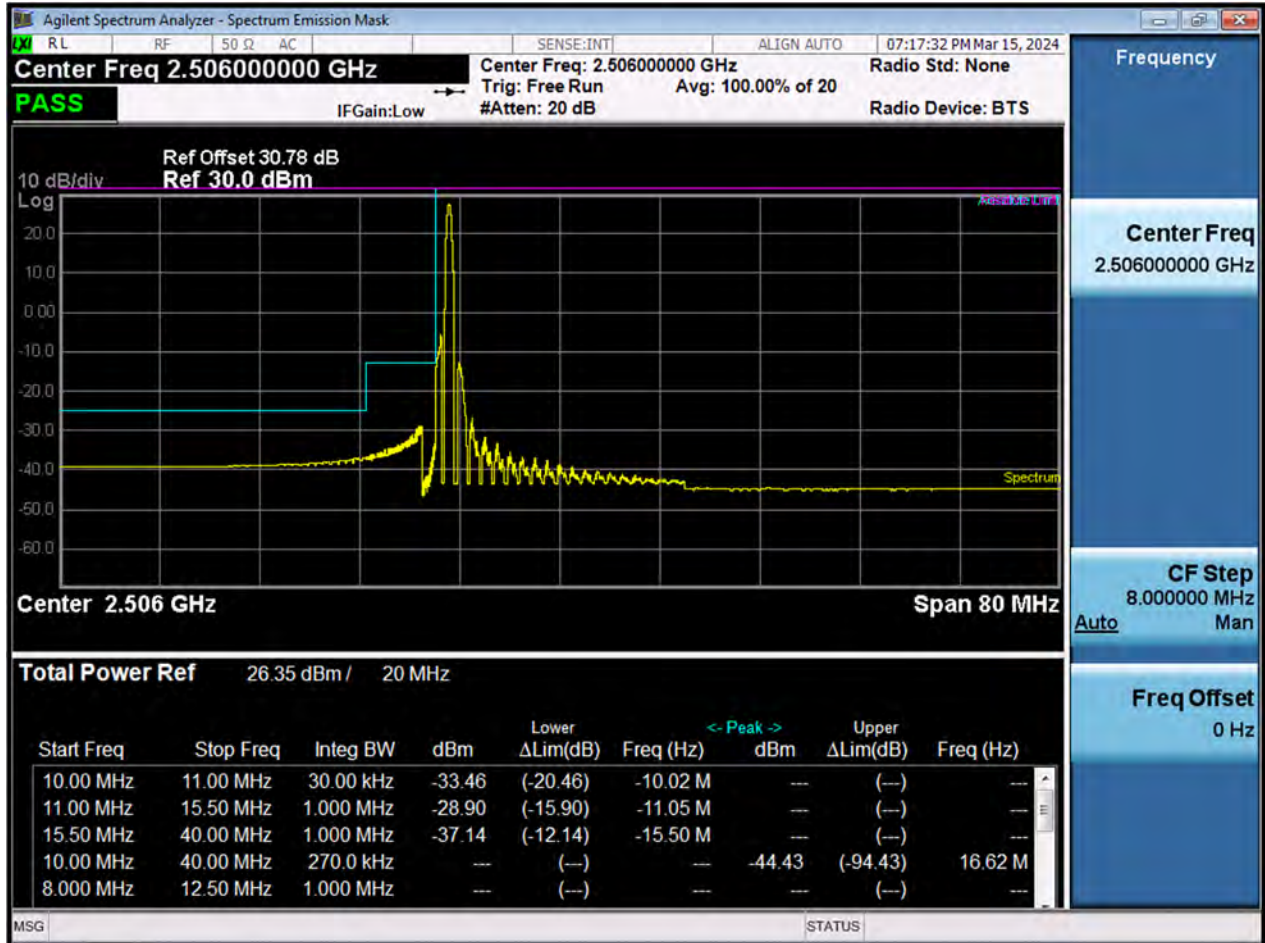 Agilent Spectrum Analyzer - Spectrum Emission Mask
LXI RL RF 50 Ω AC SENSE:INT ALIGN AUTO 07:17:32 PM Mar 15, 2024
Center Freq 2.506000000 GHz
Center Freq: 2.506000000 GHz Radio Std: None
Trig: Free Run Avg: 100.00% of 20
PASS IFGain:Low #Atten: 20 dB Radio Device: BTS
Ref Offset 30.78 dB
10 dB/div Ref 30.0 dBm
Log
Absolute Limit
20.0
10.0
0.00
-10.0
-20.0
-30.0
-40.0
Spectrum
-50.0
-60.0
Center 2.506 GHz Span 80 MHz
Total Power Ref 26.35 dBm / 20 MHz
Lower <- Peak -> Upper
Start Freq Stop Freq Integ BW dBm ΔLim(dB) Freq (Hz) dBm ΔLim(dB) Freq (Hz)
10.00 MHz 11.00 MHz 30.00 kHz -33.46 (-20.46) -10.02 M --- (---) ---
11.00 MHz 15.50 MHz 1.000 MHz -28.90 (-15.90) -11.05 M --- (---) ---
15.50 MHz 40.00 MHz 1.000 MHz -37.14 (-12.14) -15.50 M --- (---) ---
10.00 MHz 40.00 MHz 270.0 kHz --- (---) --- -44.43 (-94.43) 16.62 M
8.000 MHz 12.50 MHz 1.000 MHz --- (---) --- --- (---) ---
MSG STATUS
Frequency
Center Freq
2.506000000 GHz
CF Step
8.000000 MHz
Auto Man
Freq Offset
0 Hz